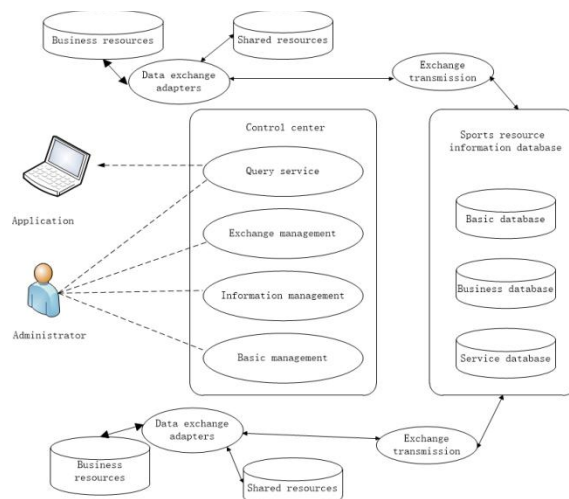 Business resources
Shared resources
Data exchange
adapters
Exchange
transmission
Control center
Sports resource
information database
Query service
Application
Basic database
Exchange management
Business database
Information management
Administrator
Basic management
Service database
Data exchange
adapters
Exchange
transmission
Business
resources
Shared resources